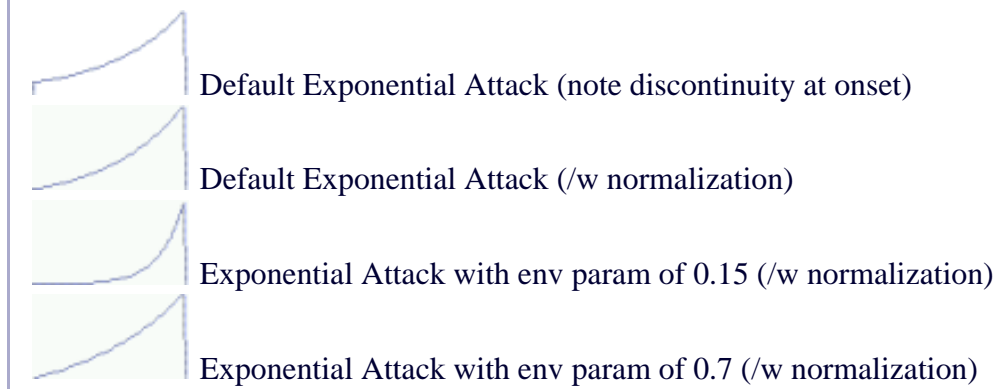 Default Exponential Attack (note discontinuity at onset)
Default Exponential Attack (/w normalization)
Exponential Attack with env param of 0.15 (/w normalization)
Exponential Attack with env param of 0.7 (/w normalization)